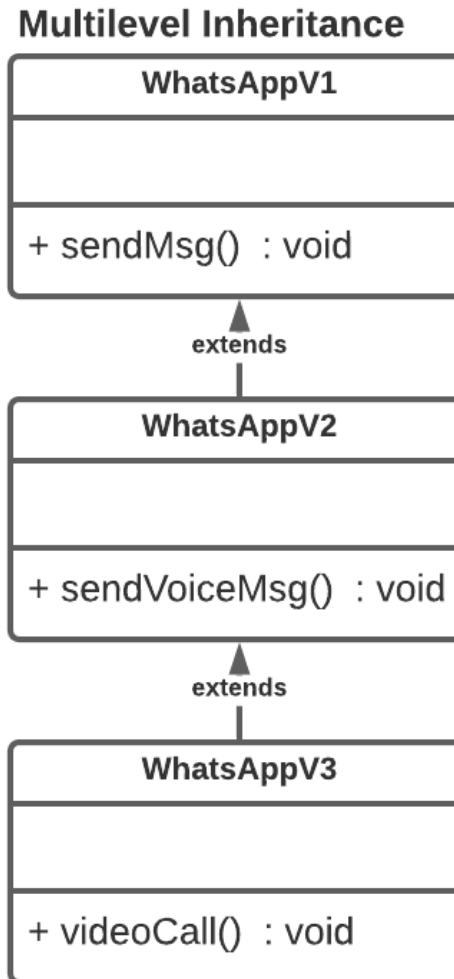 Multilevel Inheritance
WhatsAppV1
+ sendMsg() : void
extends
WhatsAppV2
+ sendVoiceMsg() : void
extends
WhatsAppV3
+ videoCall() : void